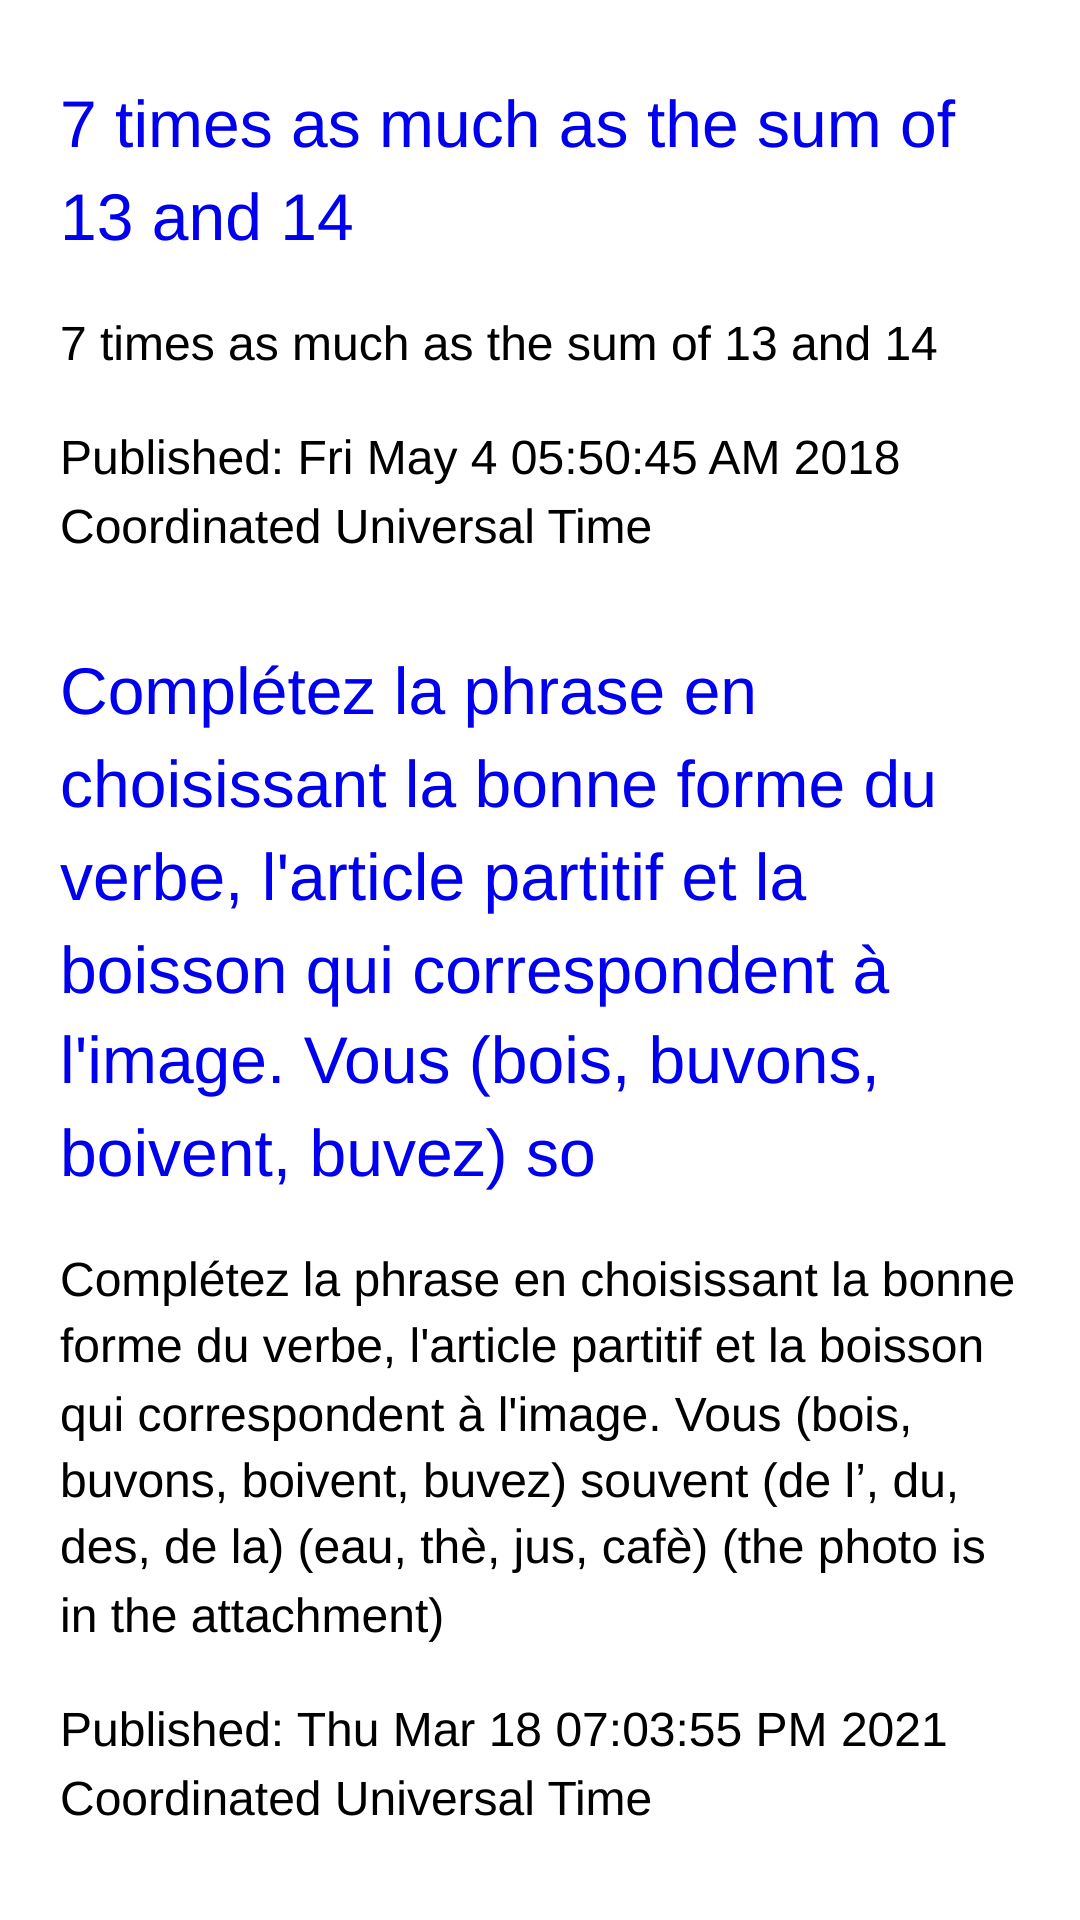 7 times as much as the sum of
13 and 14
7 times as much as the sum of 13 and 14
Published: Fri May 4 05:50:45 AM 2018
Coordinated Universal Time
Complétez la phrase en
choisissant la bonne forme du
verbe, l'article partitif et la
boisson qui correspondent à
l'image. Vous (bois, buvons,
boivent, buvez) so
Complétez la phrase en choisissant la bonne
forme du verbe, l'article partitif et la boisson
qui correspondent à l'image. Vous (bois,
buvons, boivent, buvez) souvent (de l’, du,
des, de la) (eau, thè, jus, cafè) (the photo is
in the attachment)
Published: Thu Mar 18 07:03:55 PM 2021
Coordinated Universal Time